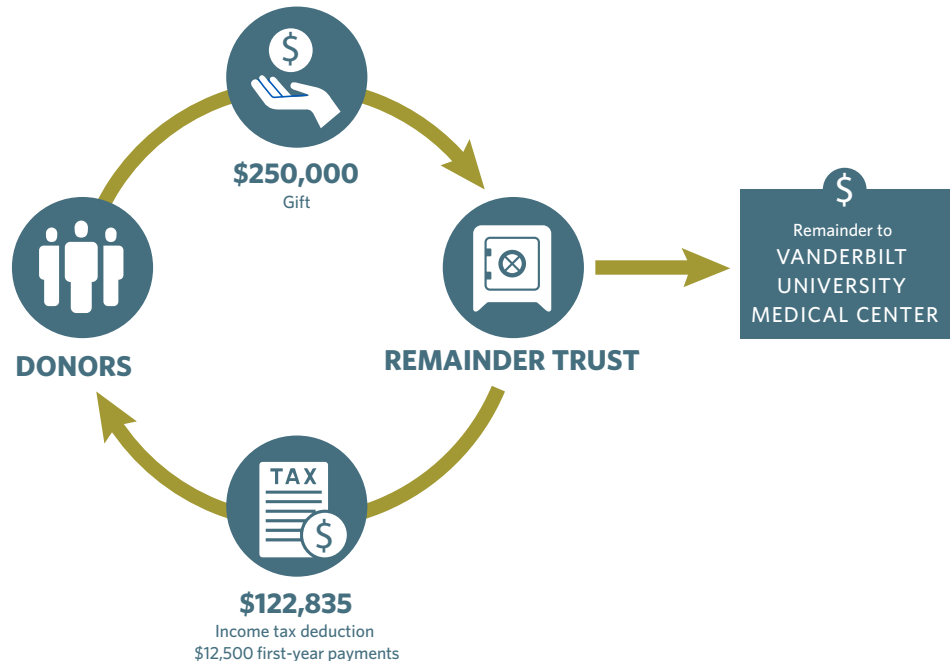 $
$250,000
Gift
DONORS
REMAINDER TRUST
$
Remainder to
VANDERBILT
UNIVERSITY
MEDICAL CENTER
TAX
$
$122,835
Income tax deduction
$12,500 first-year payments